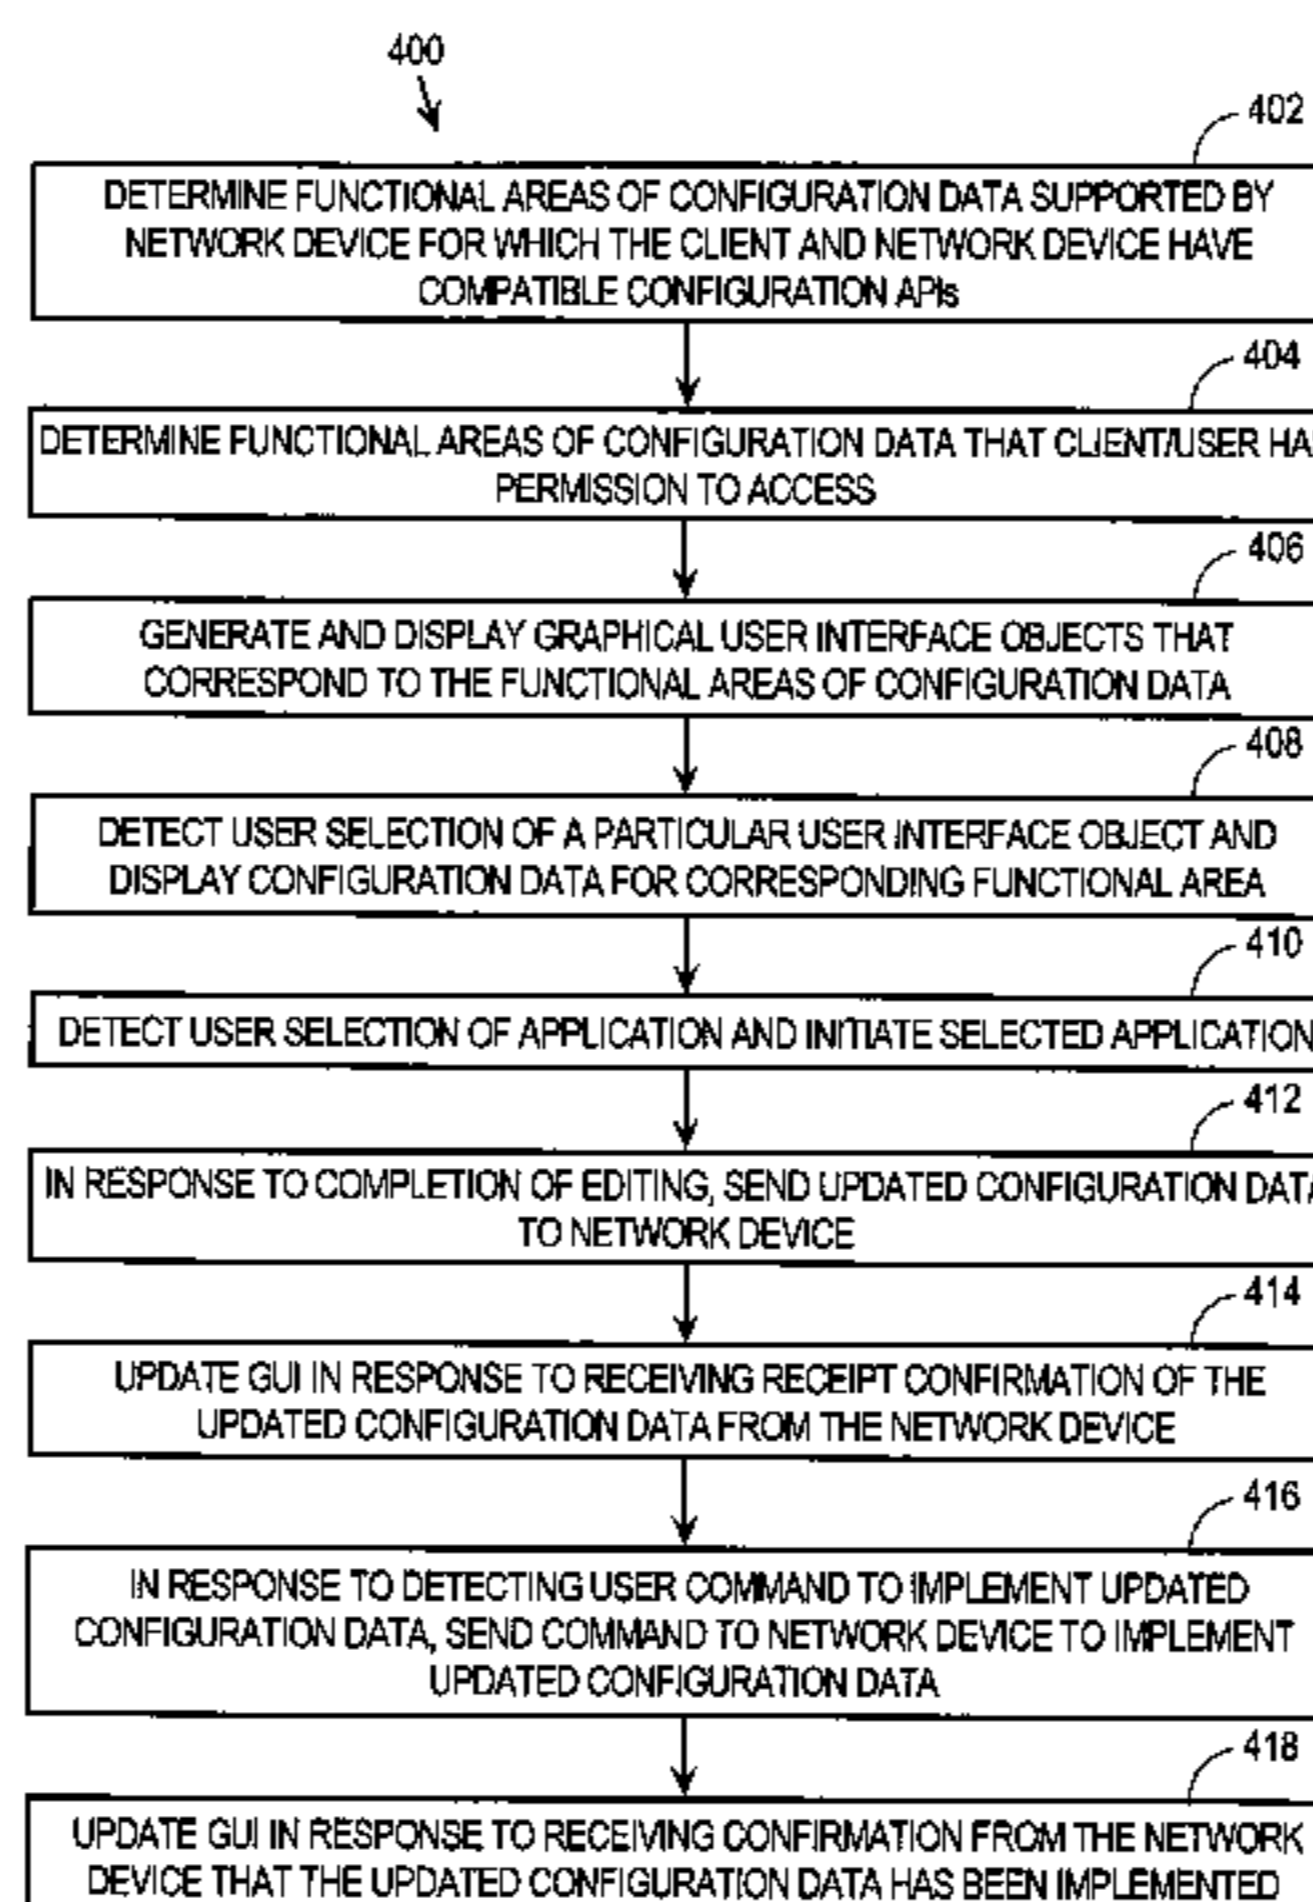 400
402
DETERMINE FUNCTIONAL AREAS OF CONFIGURATION DATA SUPPORTED BY
NETWORK DEVICE FOR WHICH THE CLIENT AND NETWORK DEVICE HAVE
COMPATIBLE CONFIGURATION APIs
404
DETERMINE FUNCTIONAL AREAS OF CONFIGURATION DATA THAT CLIENT/USER HA
PERMISSION TO ACCESS
406
GENERATE AND DISPLAY GRAPHICAL USER INTERFACE OBJECTS THAT
CORRESPOND TO THE FUNCTIONAL AREAS OF CONFIGURATION DATA
408
DETECT USER SELECTION OF A PARTICULAR USER INTERFACE OBJECT AND
DISPLAY CONFIGURATION DATA FOR CORRESPONDING FUNCTIONAL AREA
410
DETECT USER SELECTION OF APPLICATION AND INITIATE SELECTED APPLICATION
412
IN RESPONSE TO COMPLETION OF EDITING, SEND UPDATED CONFIGURATION DATA
TO NETWORK DEVICE
414
UPDATE GUI IN RESPONSE TO RECEIVING RECEIPT CONFIRMATION OF THE
UPDATED CONFIGURATION DATA FROM THE NETWORK DEVICE
416
IN RESPONSE TO DETECTING USER COMMAND TO IMPLEMENT UPDATED
CONFIGURATION DATA, SEND COMMAND TO NETWORK DEVICE TO IMPLEMENT
UPDATED CONFIGURATION DATA
418
UPDATE GUI IN RESPONSE TO RECEIVING CONFIRMATION FROM THE NETWORK
DEVICE THAT THE UPDATED CONFIGURATION DATA HAS BEEN IMPLEMENTED